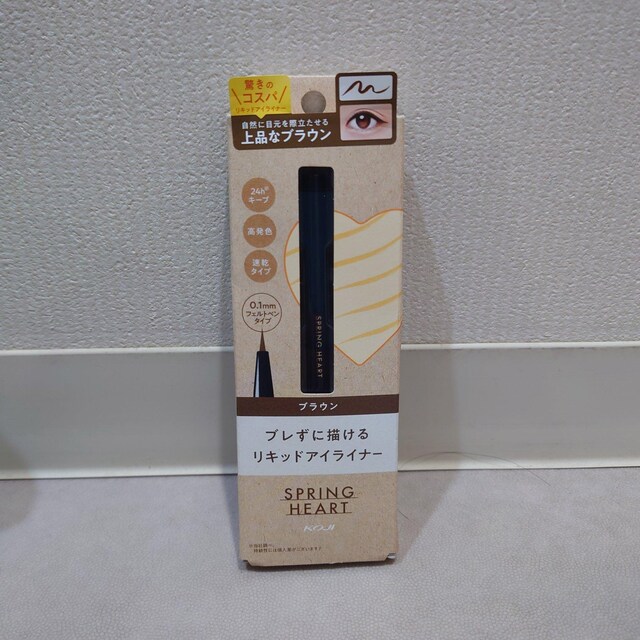 驚きの
コスパ
リキッドアイライナー
自然に目元を際立たせる
上品なブラウン
24h※
キープ
高発色
速乾
タイプ
0.1mm
フェルトペン
タイプ
SPRING HEART
ブラウン
ブレずに描ける
リキッドアイライナー
SPRING
HEART
KOJI